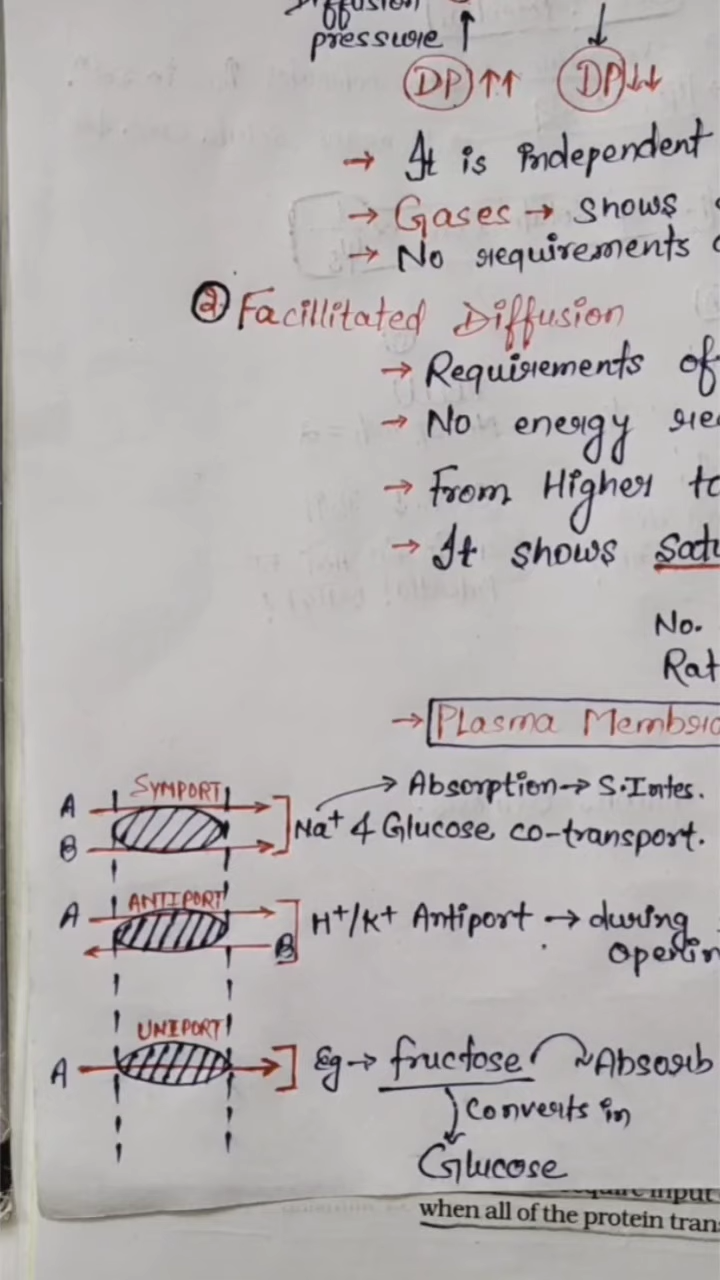 pressure ↑ ↓
DP ↑↑ DP ↓↓
→ It is independent
→ Gases → Shows
→ No requirements
② Facillitated Diffusion
→ Requirements of
→ No energy
→ From Higher to
→ It shows
No.
→ Plasma
SYMPORT
A
B
→ Absorption → S.Intes.
Na+ & Glucose co-transport.
ANTIPORT
A
B
H+/K+ Antiport → during
UNIPORT
A
Eg → fructose ~Absorb
Converts in
Glucose
input
when all of the protein